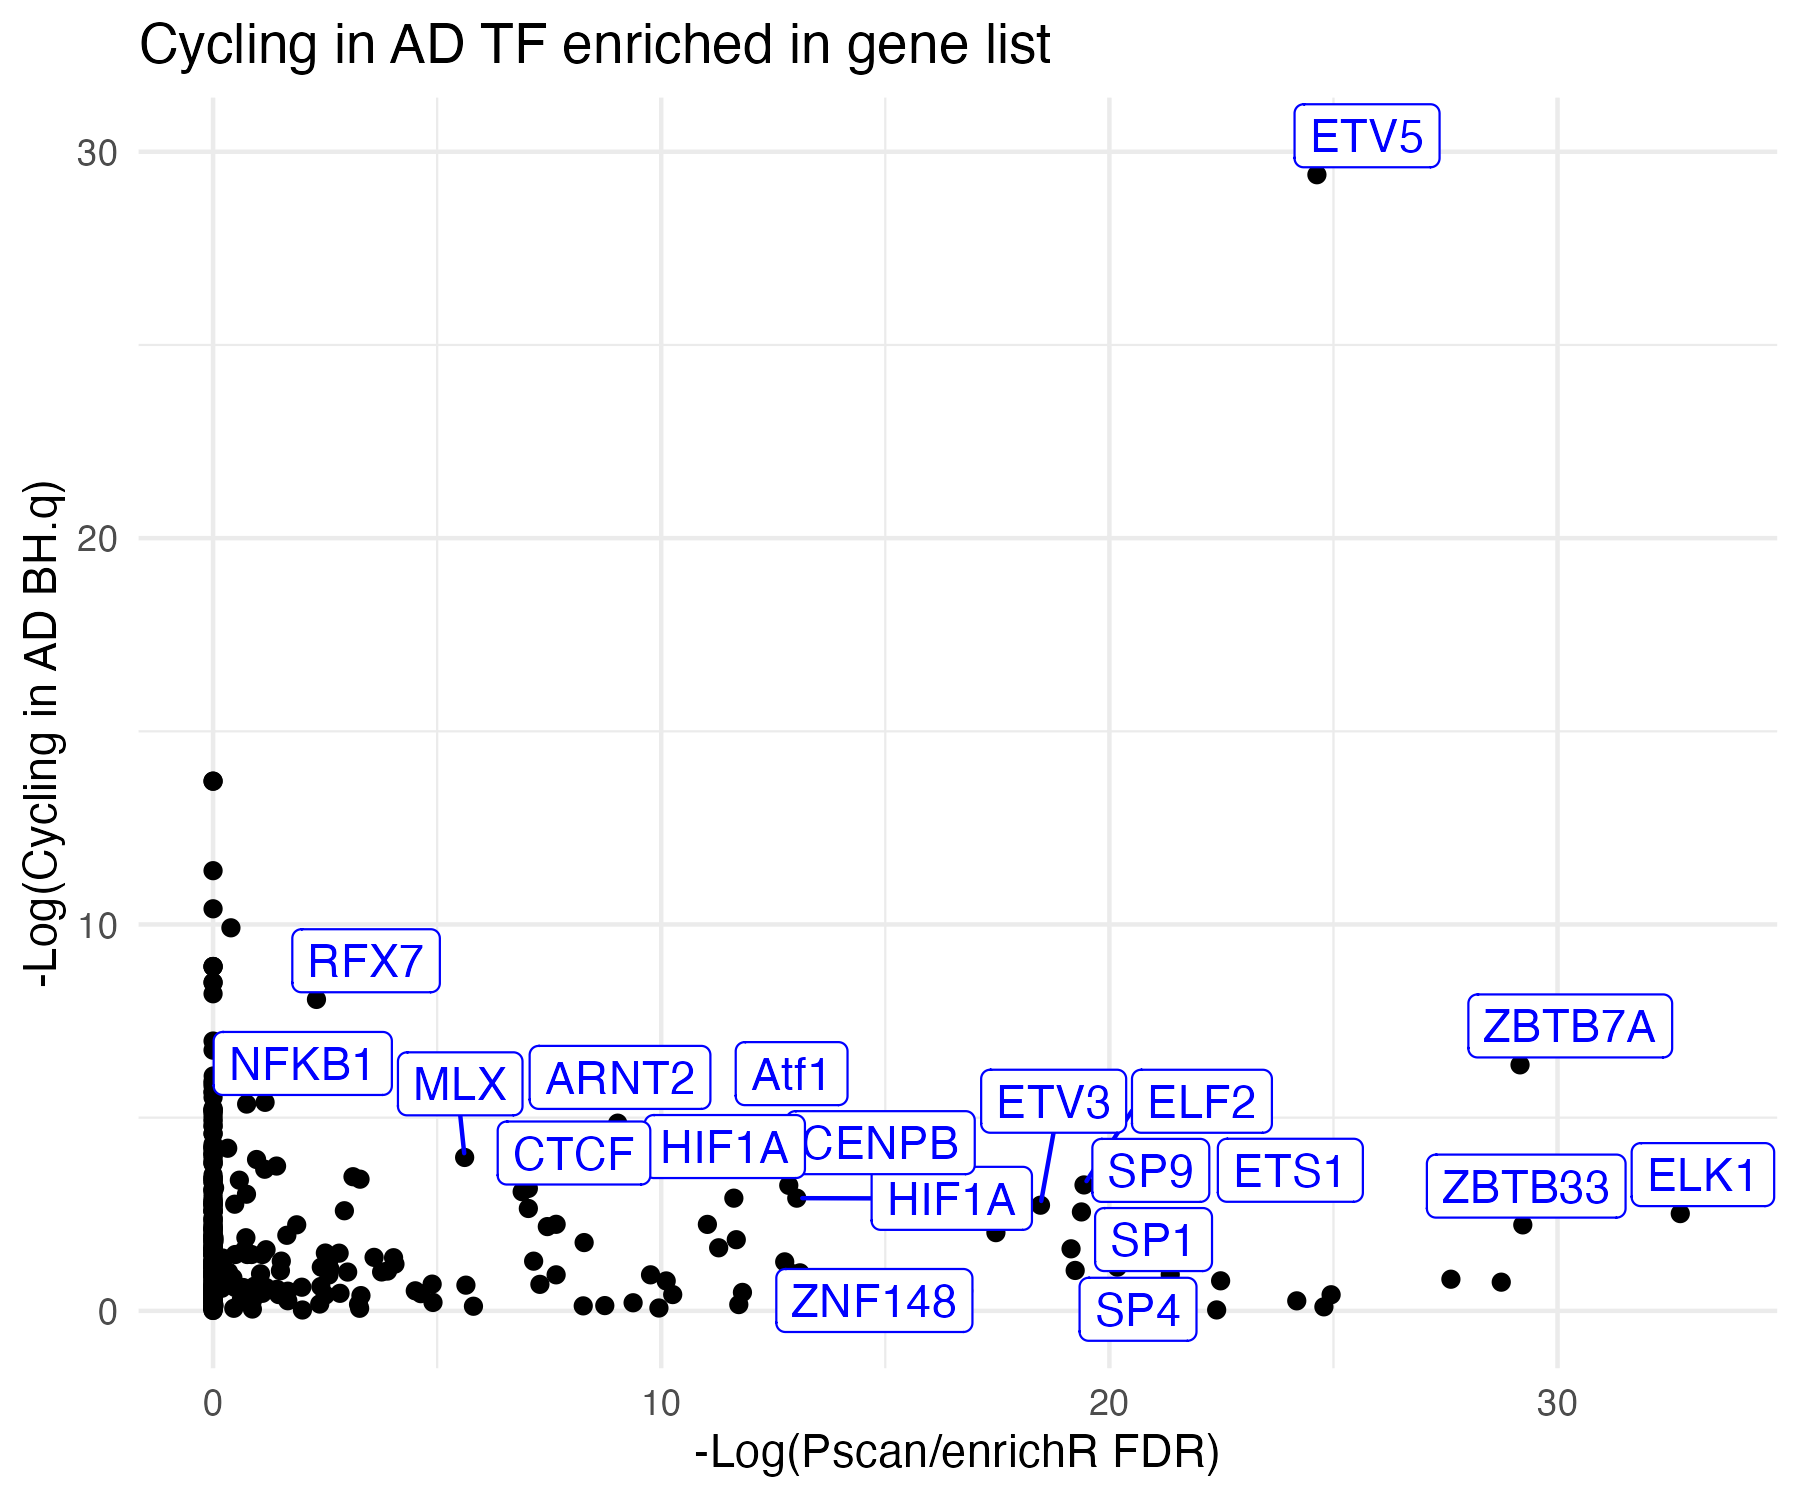 Cycling in AD TF enriched in gene list
-Log(Cycling in AD BH.q)
30
20
10
0
ETV5
RFX7
ZBTB7A
NFKB1
MLX
ARNT2
Atf1
ETV3
ELF2
CTCF
HIF1A
CENPB
HIF1A
SP9
ETS1
ZBTB33
ELK1
SP1
ZNF148
SP4
0
10
20
30
-Log(Pscan/enrichR FDR)